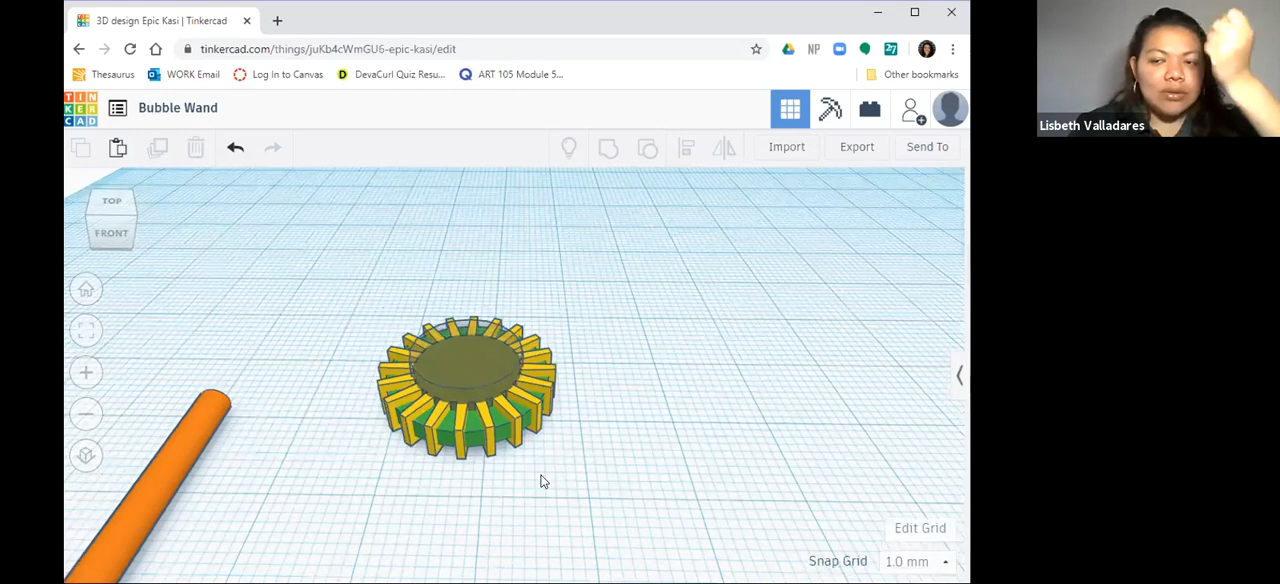 3D design Epic Kasi | Tinkercad
tinkercad.com/things/juKb4cWmGU6-epic-kasi/edit
NP
27
Thesaurus
WORK Email
Log In to Canvas
D
DevaCurl Quiz Resu...
ART 105 Module 5...
Other bookmarks
TIN
KER
CAD
Bubble Wand
Import
Export
Send To
TOP
FRONT
Edit Grid
Snap Grid
1.0 mm
Lisbeth Valladares